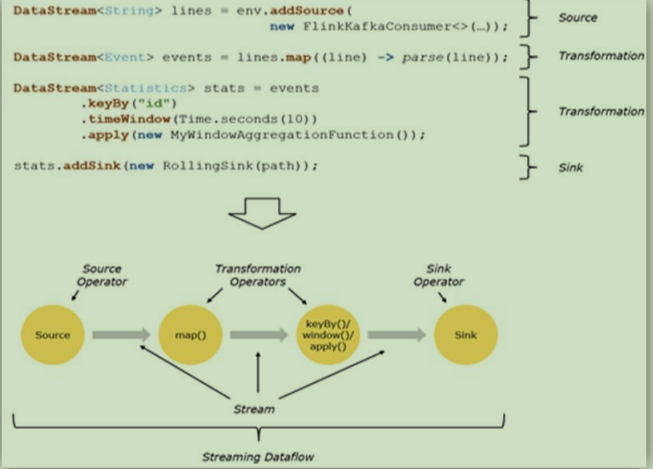 DataStream<String> lines = env.addSource(
new FlinkKafkaConsumer<>(…));
Source
DataStream<Event> events = lines.map((line) -> parse(line));
Transformation
DataStream<Statistics> stats = events
.keyBy("id")
.timeWindow(Time.seconds(10))
.apply(new MyWindowAggregationFunction());
Transformation
stats.addSink(new RollingSink(path));
Sink
Source
Operator
Transformation
Operators
Sink
Operator
Source
map()
keyBy()/
window()/
apply()
Sink
Stream
Streaming Dataflow